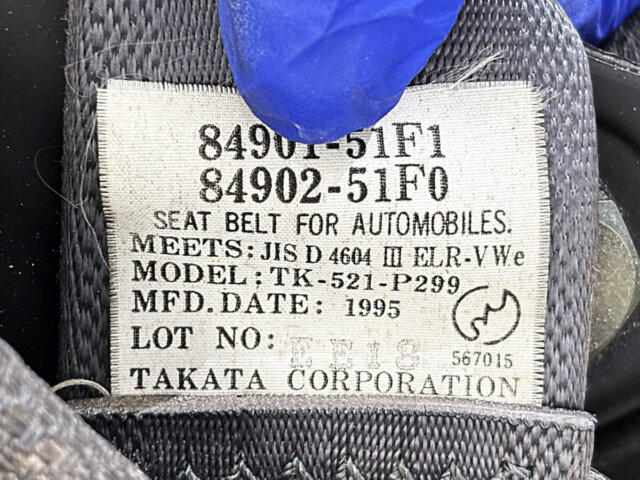 84901-51F1
84902-51F0
SEAT BELT FOR AUTOMOBILES.
MEETS: JIS D 4604 III ELR-VWe
MODEL: TK-521-P299
MFD. DATE: 1995
LOT NO: EE18
567015
TAKATA CORPORATION